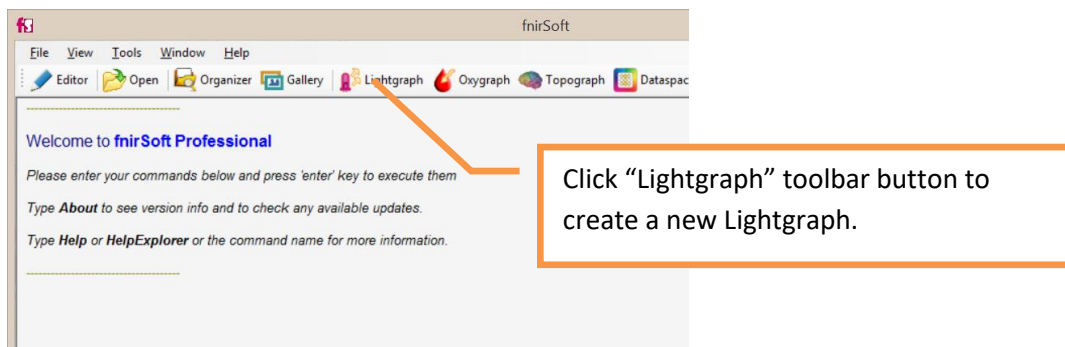 fnirSoft
File View Tools Window Help
Editor Open Organizer Gallery Lightgraph Oxygraph Topograph Dataspac
----------------------------------------
Welcome to fnirSoft Professional
Please enter your commands below and press 'enter' key to execute them
Type About to see version info and to check any available updates.
Type Help or HelpExplorer or the command name for more information.
----------------------------------------
Click “Lightgraph” toolbar button to
create a new Lightgraph.